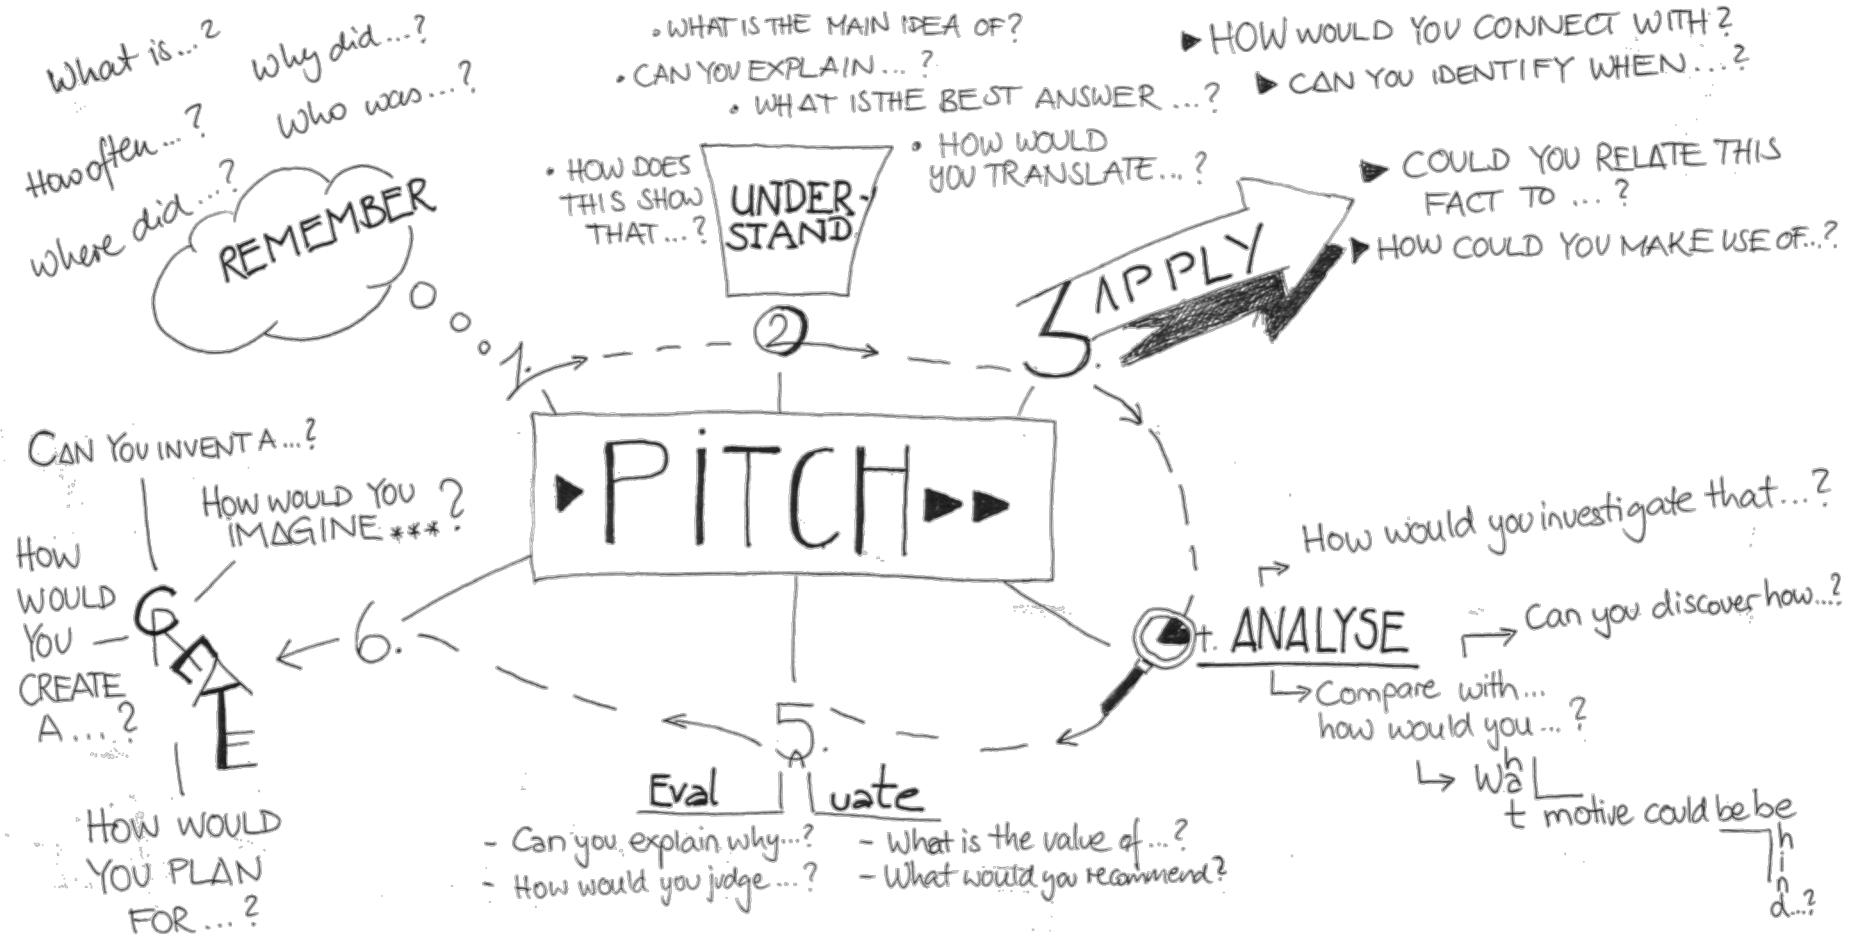 What is...?
Why did...?
How often...?
Who was...?
Where did...?
REMEMBER
1.
• WHAT IS THE MAIN IDEA OF?
• CAN YOU EXPLAIN...?
• WHAT IS THE BEST ANSWER...?
• HOW DOES
THIS SHOW
THAT...?
• HOW WOULD
YOU TRANSLATE...?
UNDER-
STAND
2
▶ HOW WOULD YOU CONNECT WITH?
▶ CAN YOU IDENTIFY WHEN...?
▶ COULD YOU RELATE THIS
FACT TO...?
▶ HOW COULD YOU MAKE USE OF...?
3. APPLY
▶ PiTCH ▶▶
How would you investigate that...?
Can you discover how...?
4. ANALYSE
Compare with...
how would you...?
What
motive could be behind...?
5.
Evaluate
- Can you explain why...?
- How would you judge...?
- What is the value of...?
- What would you recommend?
6.
CREATE
CAN YOU INVENT A...?
HOW WOULD YOU
IMAGINE ***?
HOW
WOULD
YOU
CREATE
A....?
HOW WOULD
YOU PLAN
FOR....?